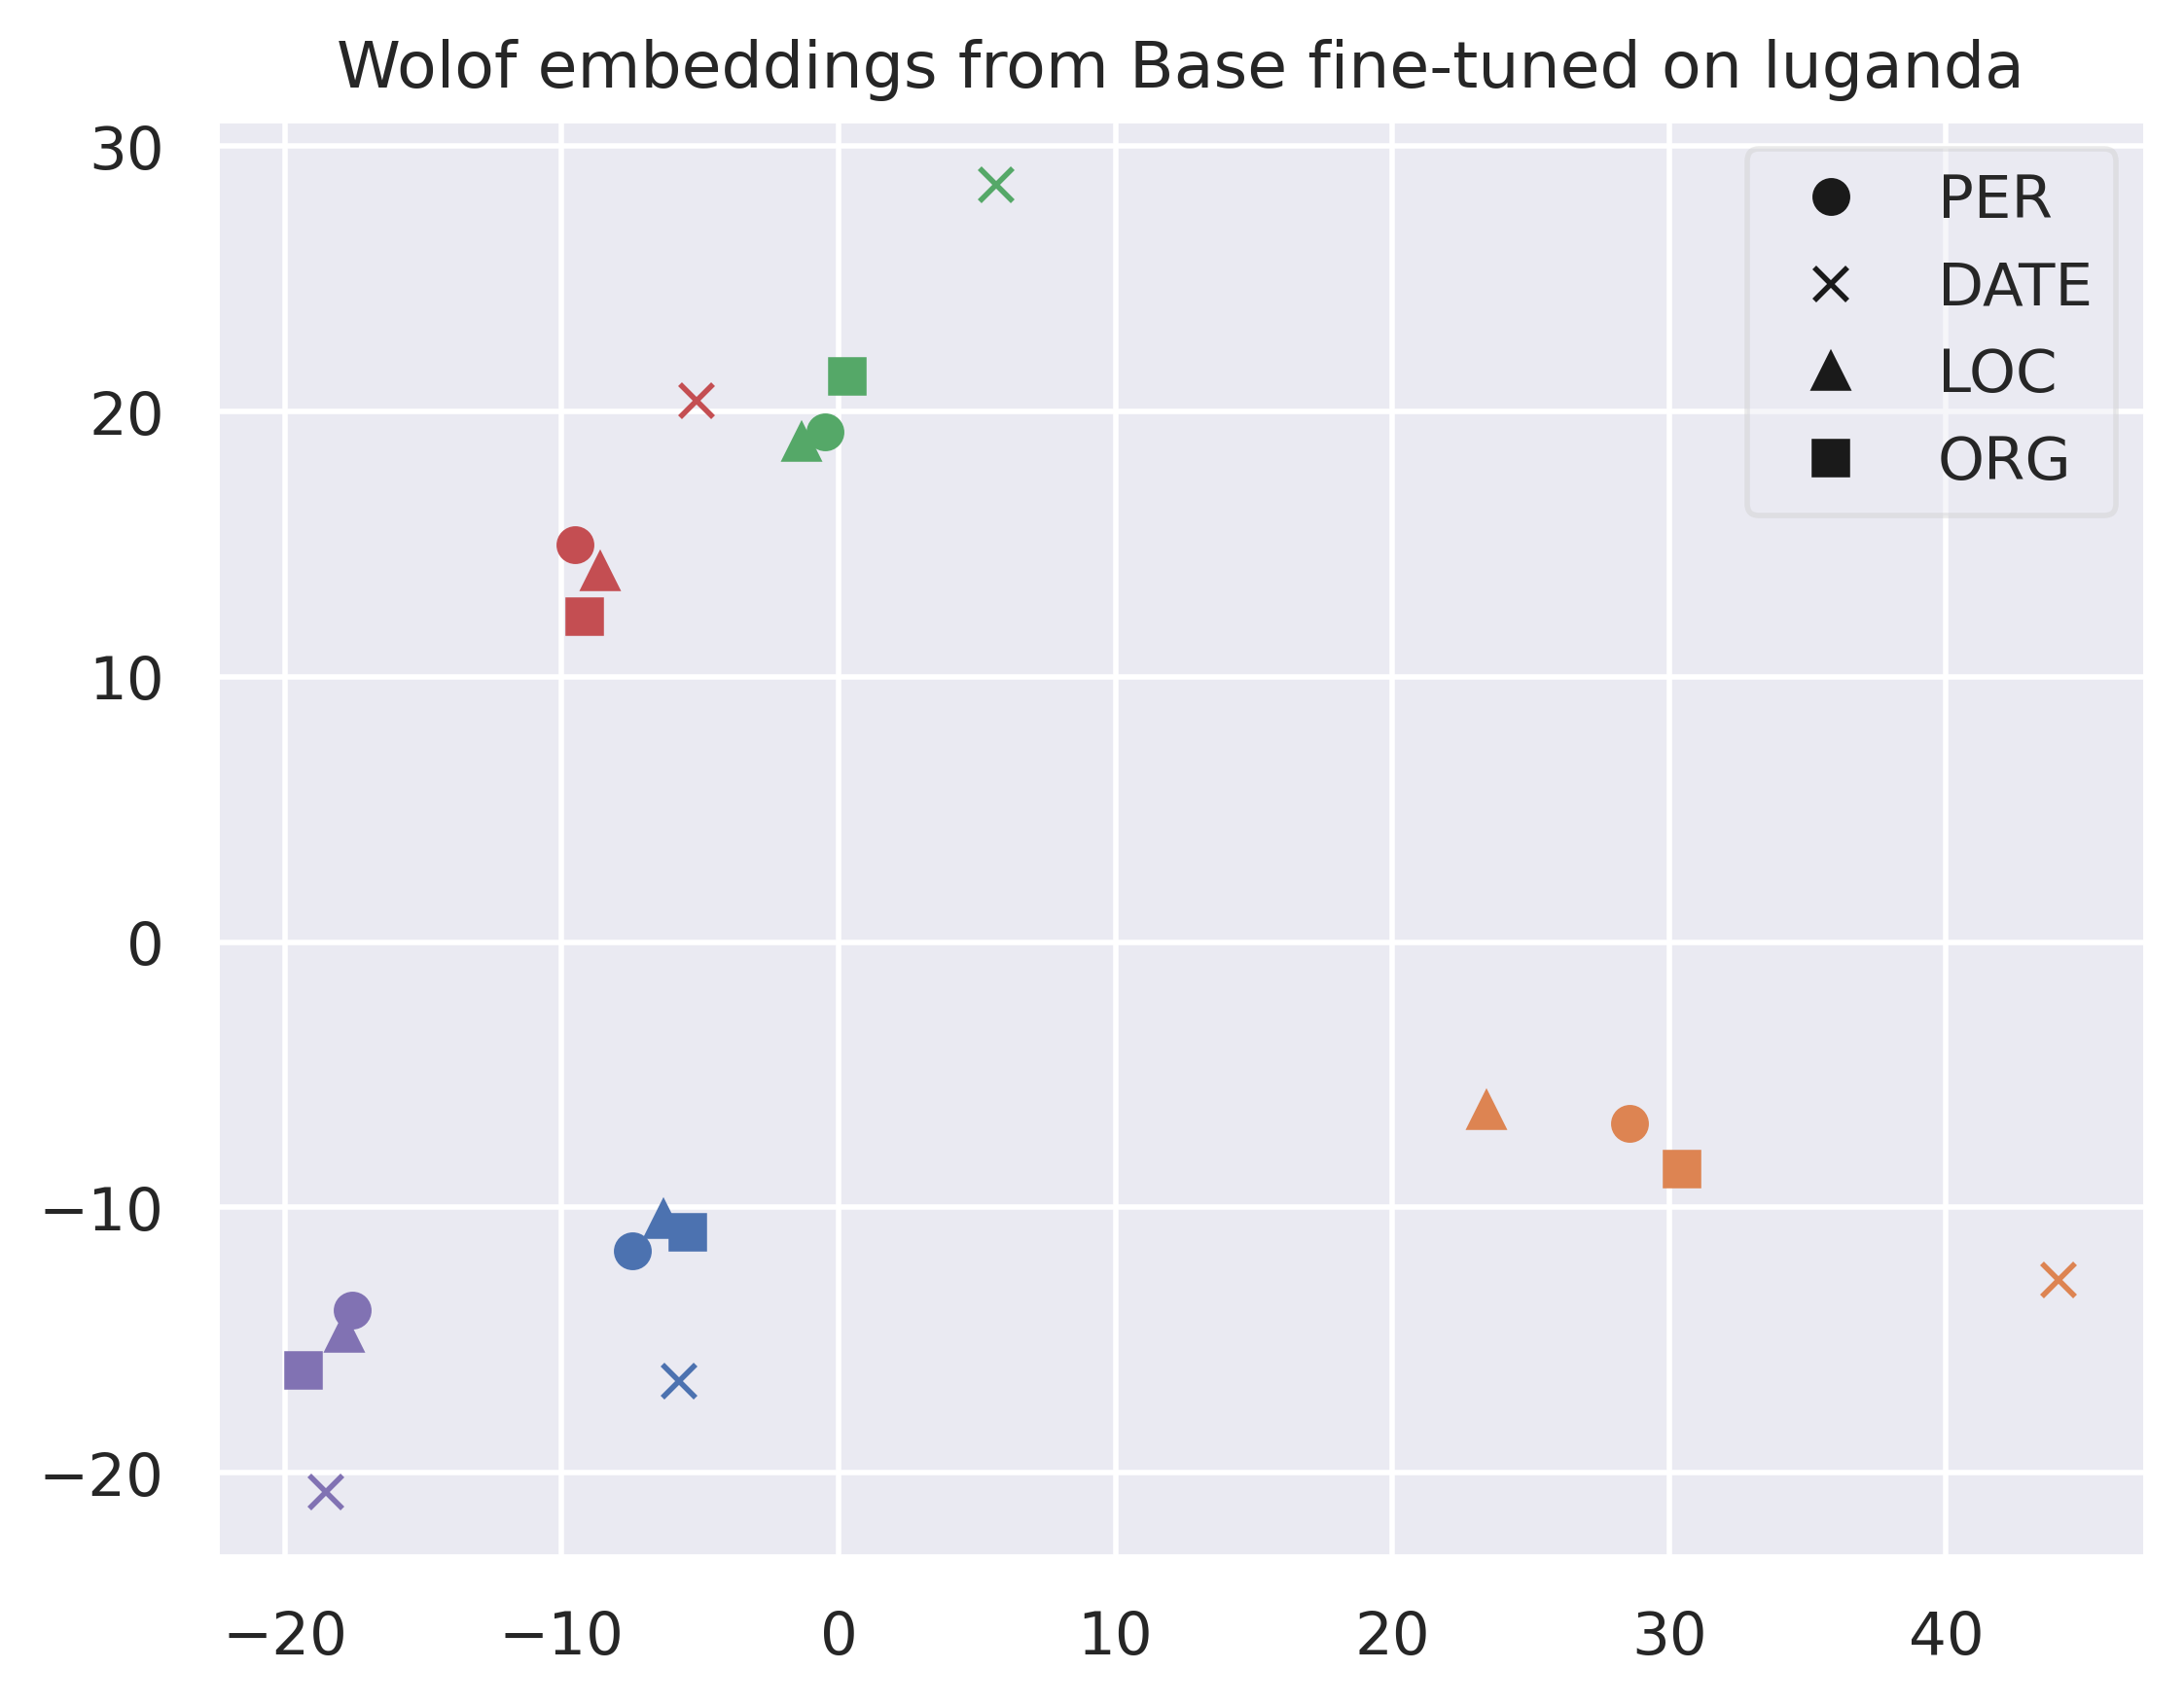 Wolof embeddings from Base fine-tuned on luganda
30
20
10
0
−10
−20
PER
DATE
LOC
ORG
−20 −10 0 10 20 30 40